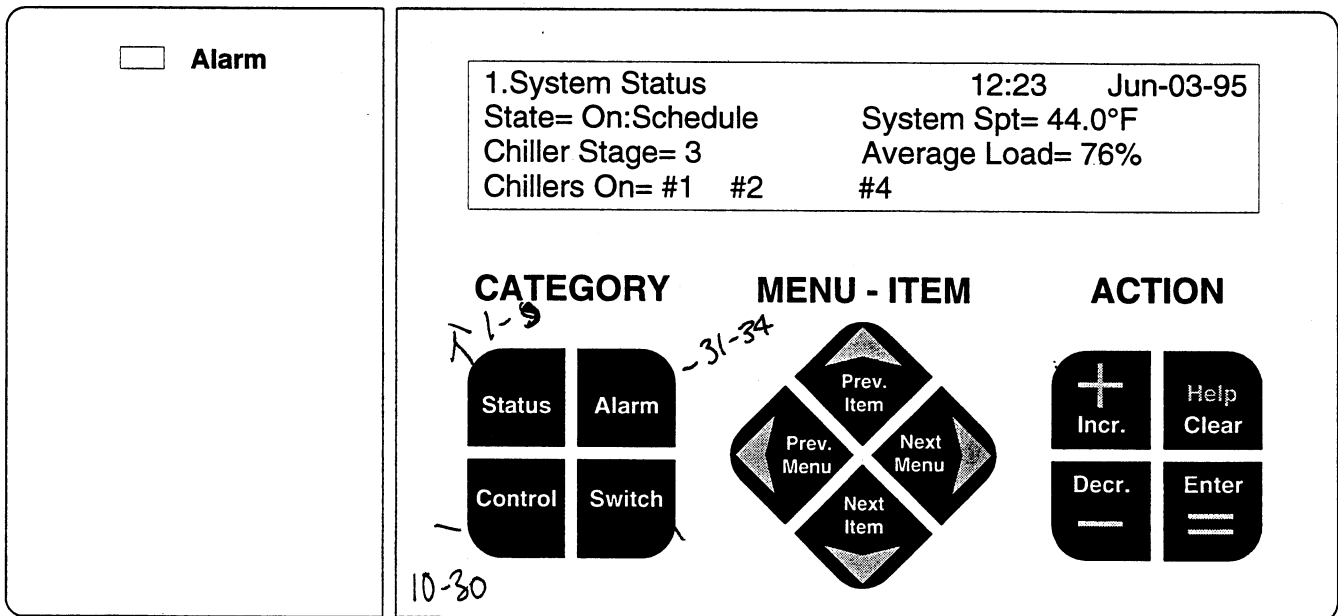 Alarm
1.System Status 12:23 Jun-03-95
State= On:Schedule System Spt= 44.0°F
Chiller Stage= 3 Average Load= 76%
Chillers On= #1 #2 #4
CATEGORY MENU - ITEM ACTION
1-9
-31-34
Status Alarm
Control Switch
10-30
Prev. Item
Prev. Menu
Next Menu
Next Item
+ Incr.
Help Clear
Decr. −
Enter =